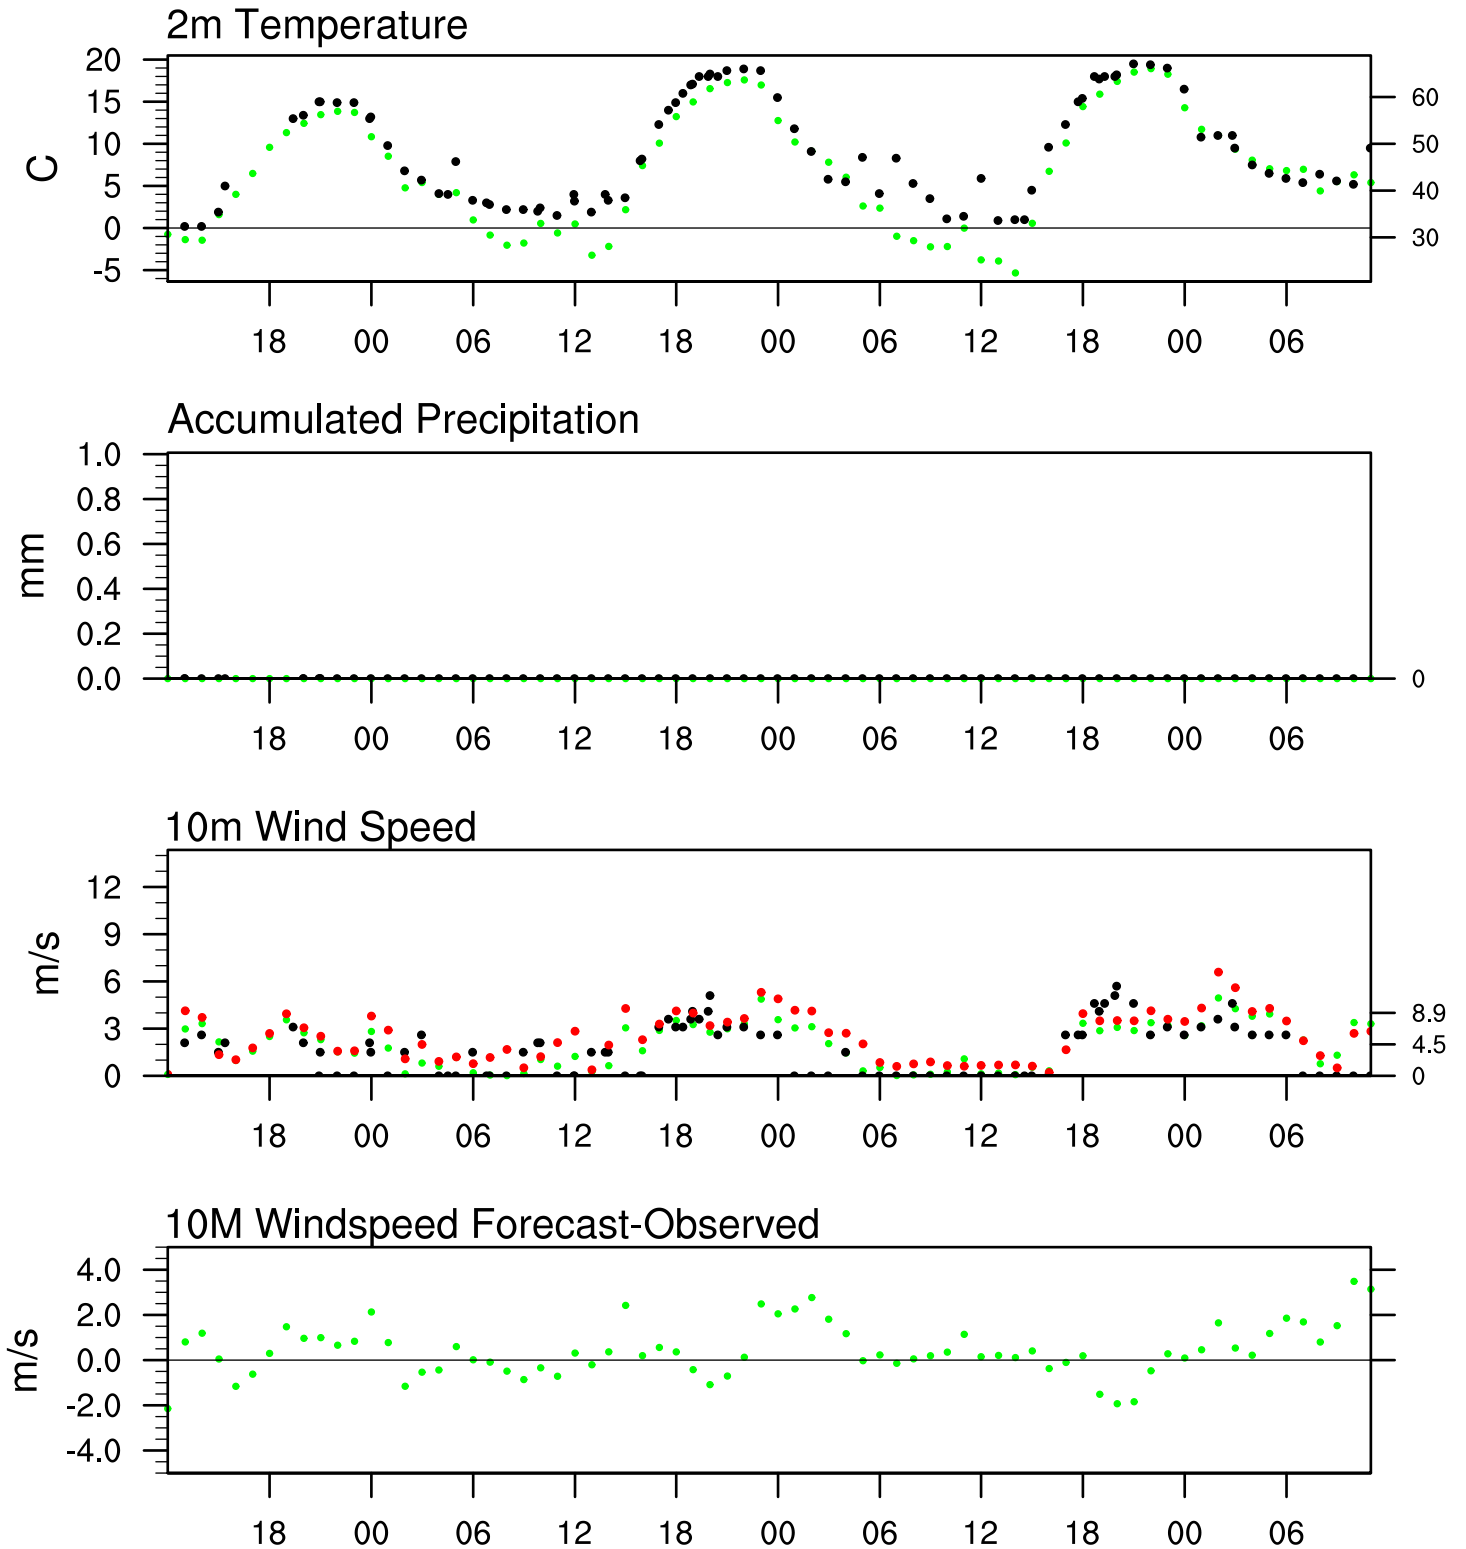 2m Temperature
20
15
10
5
0
-5
C
60
50
40
30
18 00 06 12 18 00 06 12 18 00 06
Accumulated Precipitation
1.0
0.8
0.6
0.4
0.2
0.0
mm
0
18 00 06 12 18 00 06 12 18 00 06
10m Wind Speed
12
9
6
3
0
m/s
8.9
4.5
0
18 00 06 12 18 00 06 12 18 00 06
10M Windspeed Forecast-Observed
4.0
2.0
0.0
-2.0
-4.0
m/s
18 00 06 12 18 00 06 12 18 00 06